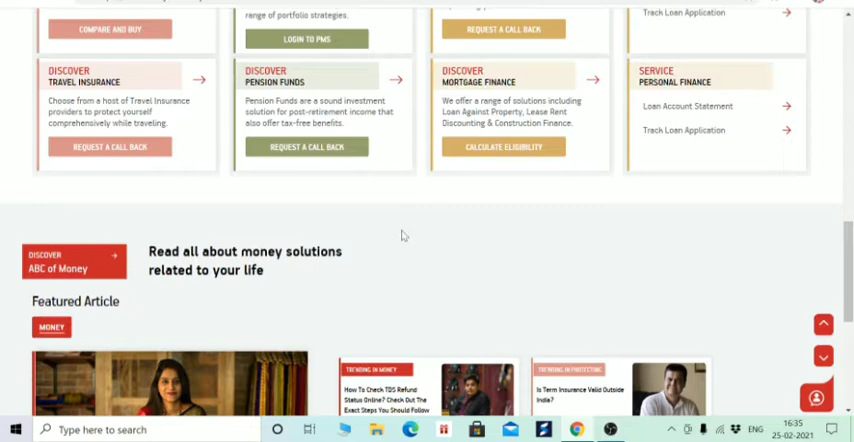 COMPARE AND BUY
range of portfolio strategies.
LOGIN TO PMS
REQUEST A CALL BACK
Track Loan Application
DISCOVER
TRAVEL INSURANCE
Choose from a host of Travel Insurance
providers to protect yourself
comprehensively while traveling.
REQUEST A CALL BACK
DISCOVER
PENSION FUNDS
Pension Funds are a sound investment
solution for post-retirement income that
also offer tax-free benefits.
REQUEST A CALL BACK
DISCOVER
MORTGAGE FINANCE
We offer a range of solutions including
Loan Against Property, Lease Rent
Discounting & Construction Finance.
CALCULATE ELIGIBILITY
SERVICE
PERSONAL FINANCE
Loan Account Statement
Track Loan Application
DISCOVER
ABC of Money
Read all about money solutions
related to your life
Featured Article
MONEY
TRENDING IN MONEY
How To Check TDS Refund
Status Online? Check Out The
Exact Steps You Should Follow
TRENDING IN PROTECTING
Is Term Insurance Valid Outside
India?
Type here to search
ENG
16:35
25-02-2021